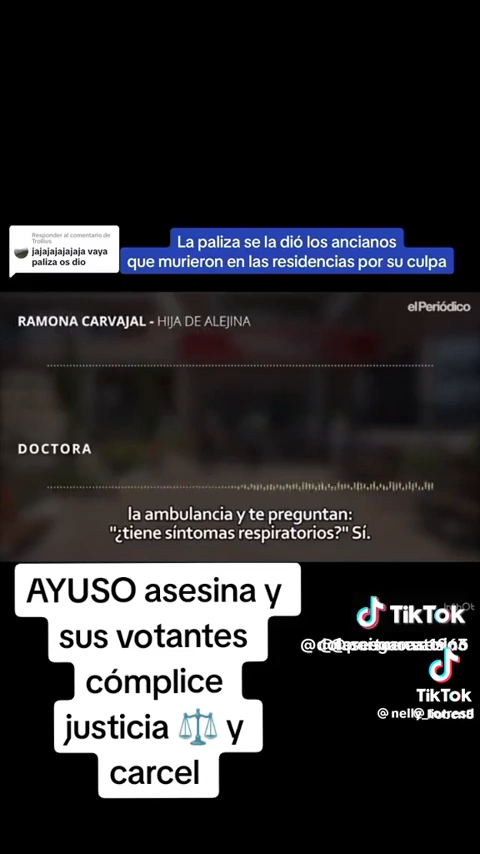 Responder al comentario de
Trollius
jajajajajajaja vaya
paliza os dio
La paliza se la dió los ancianos
que murieron en las residencias por su culpa
elPeriódico
RAMONA CARVAJAL - HIJA DE ALEJINA
DOCTORA
la ambulancia y te preguntan:
"¿tiene síntomas respiratorios?" Sí.
AYUSO asesina y
sus votantes
cómplice
justicia ⚖️ y
carcel
TikTok
TikTok